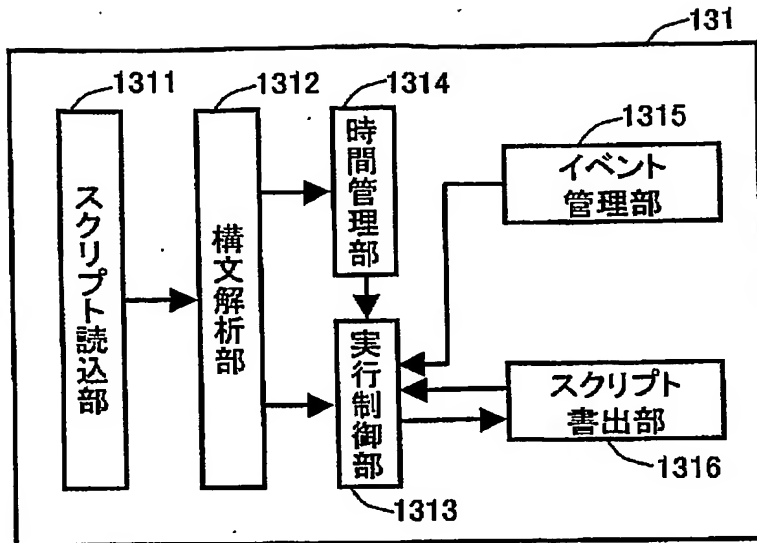 131
1311
1312
1314
1315
スクリプト読込部
構文解析部
時間管理部
イベント
管理部
実行制御部
スクリプト
書出部
1316
1313